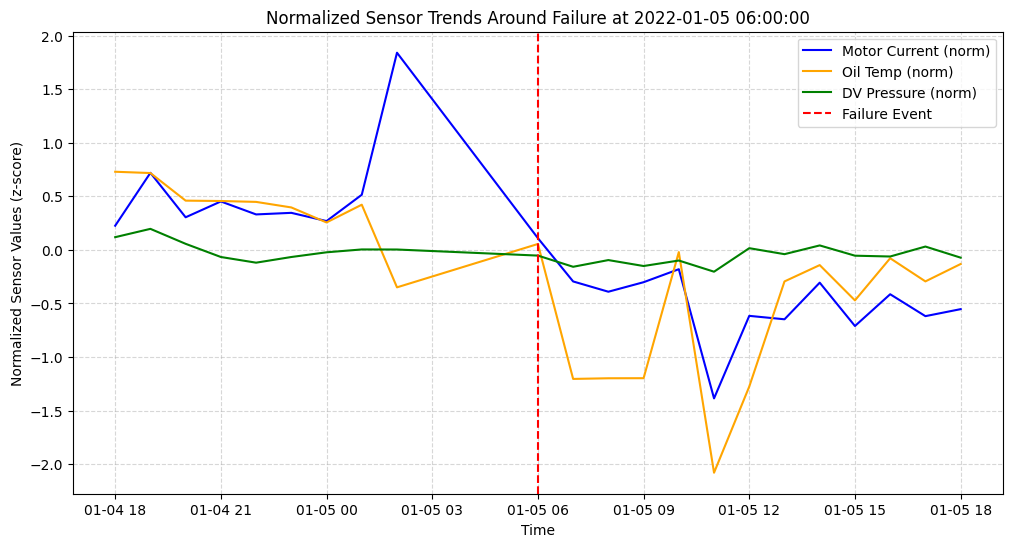 Normalized Sensor Trends Around Failure at 2022-01-05 06:00:00
Motor Current (norm)
Oil Temp (norm)
DV Pressure (norm)
Failure Event
Normalized Sensor Values (z-score)
2.0
1.5
1.0
0.5
0.0
−0.5
−1.0
−1.5
−2.0
01-04 18 01-04 21 01-05 00 01-05 03 01-05 06 01-05 09 01-05 12 01-05 15 01-05 18
Time